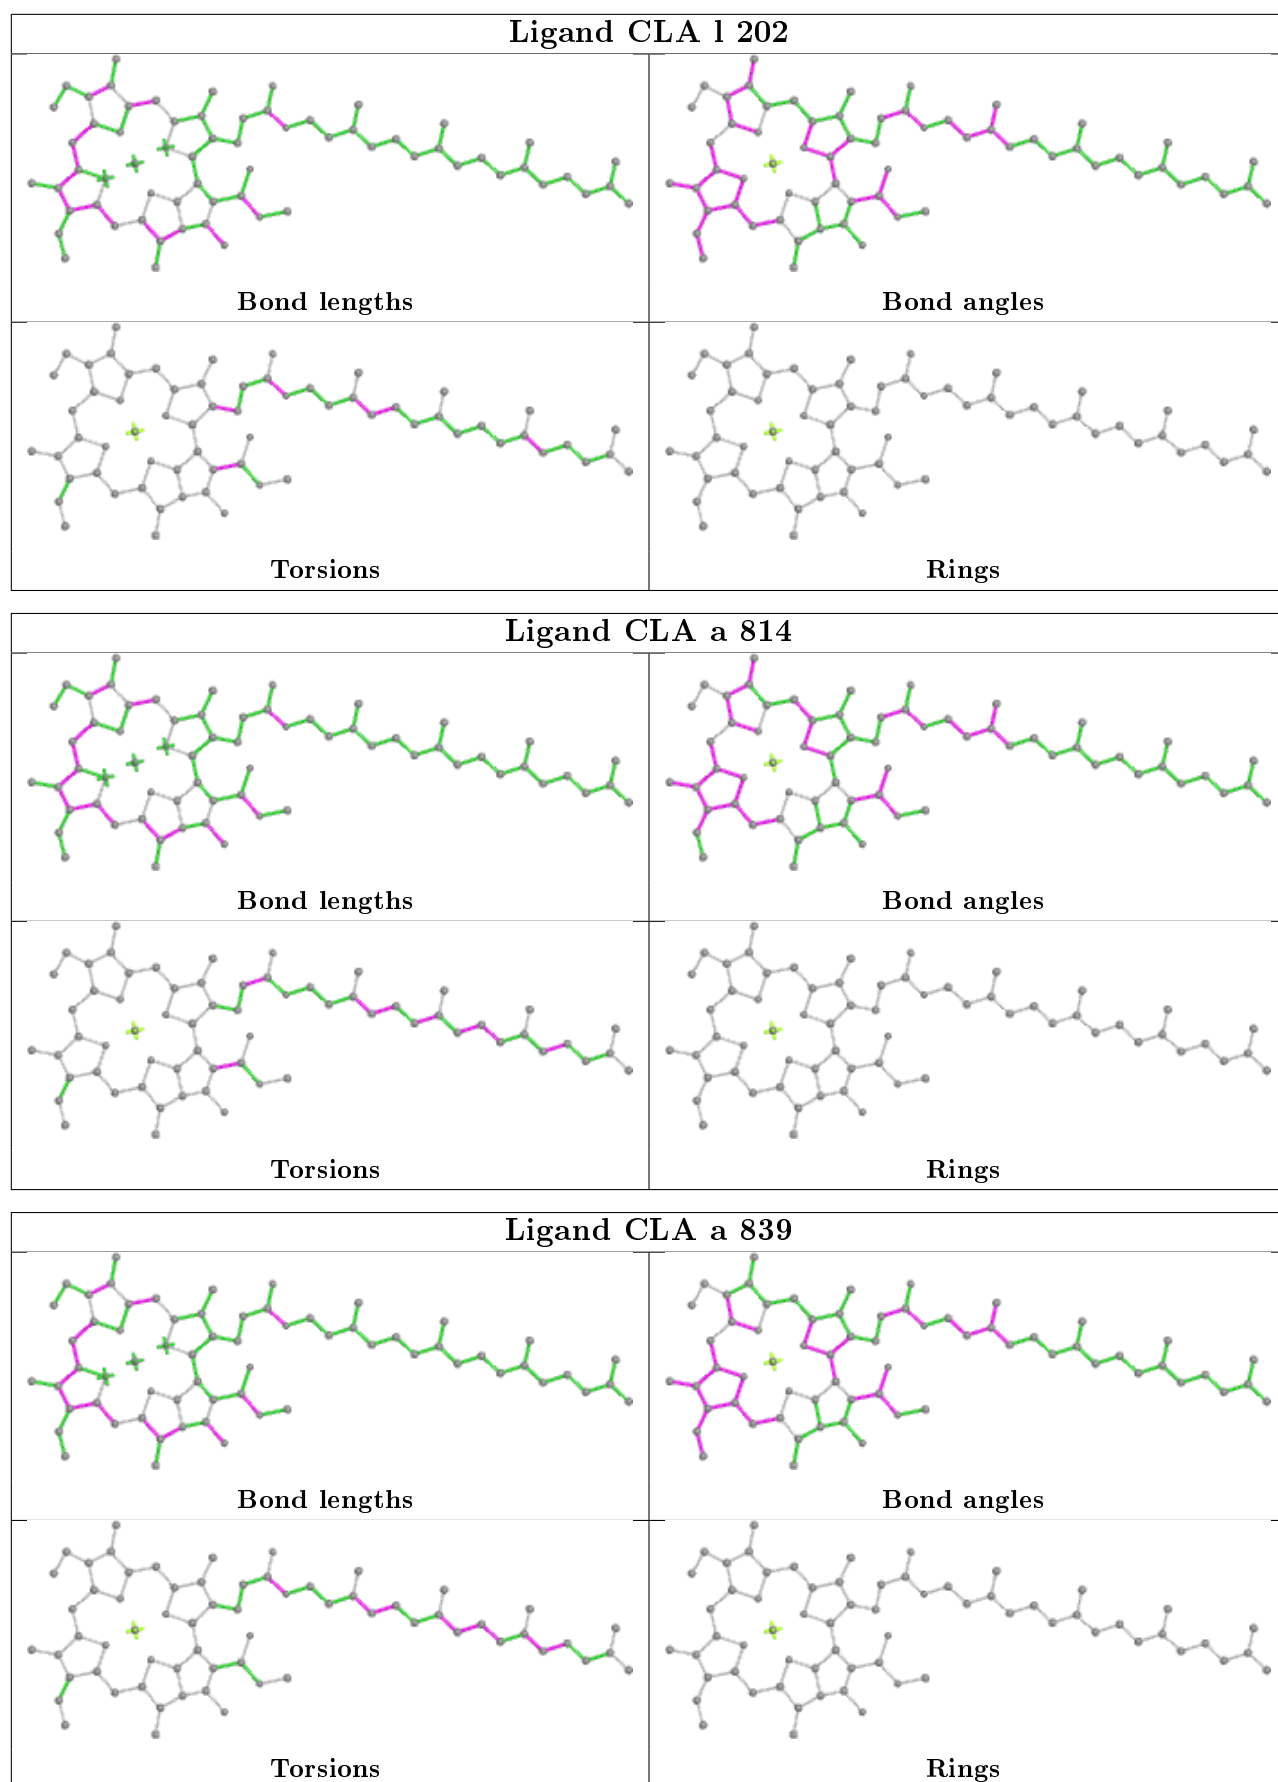 Ligand CLA l 202
Bond lengths
Bond angles
Torsions
Rings
Ligand CLA a 814
Bond lengths
Bond angles
Torsions
Rings
Ligand CLA a 839
Bond lengths
Bond angles
Torsions
Rings